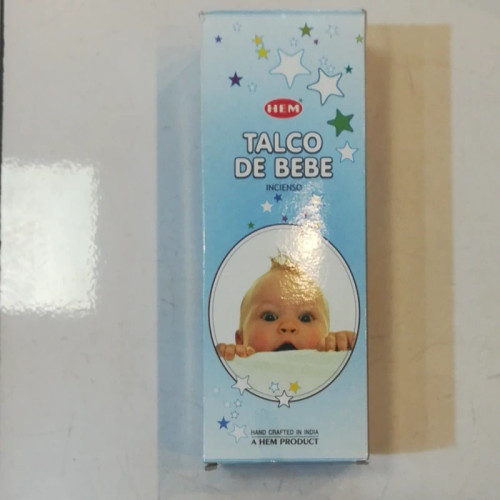 HEM
TALCO
DE BEBE
INCIENSO
HAND CRAFTED IN INDIA
A HEM PRODUCT